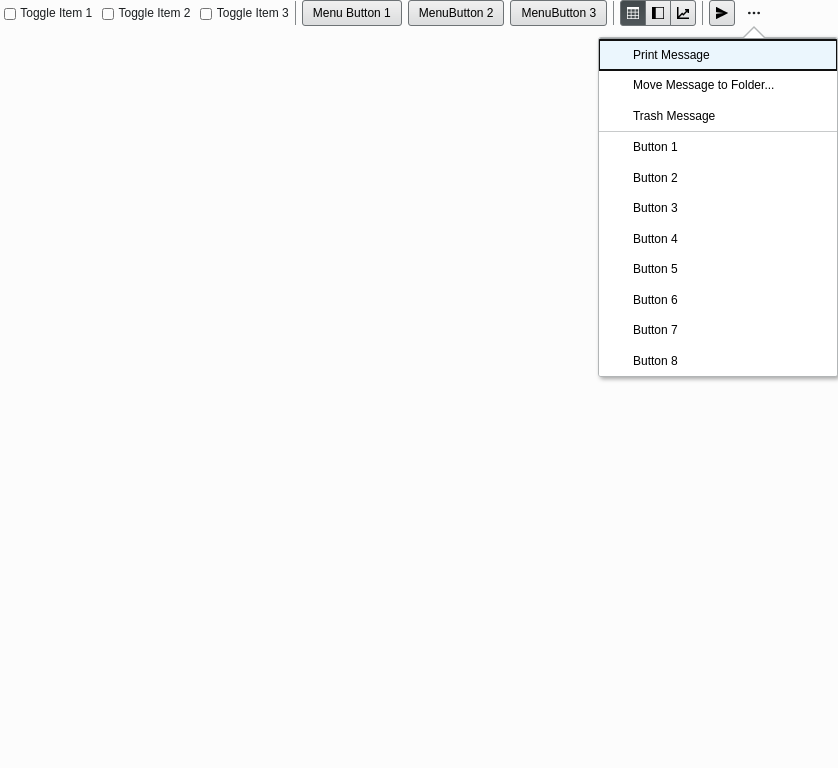 Toggle Item 1 Toggle Item 2 Toggle Item 3 Menu Button 1 MenuButton 2 MenuButton 3
Print Message
Move Message to Folder...
Trash Message
Button 1
Button 2
Button 3
Button 4
Button 5
Button 6
Button 7
Button 8